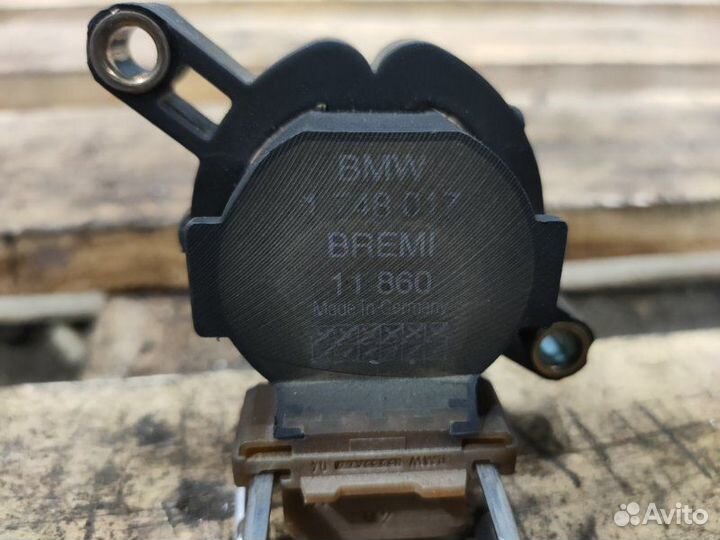 BMW
1 748 017
BREMI
11 860
Made in Germany
Avito